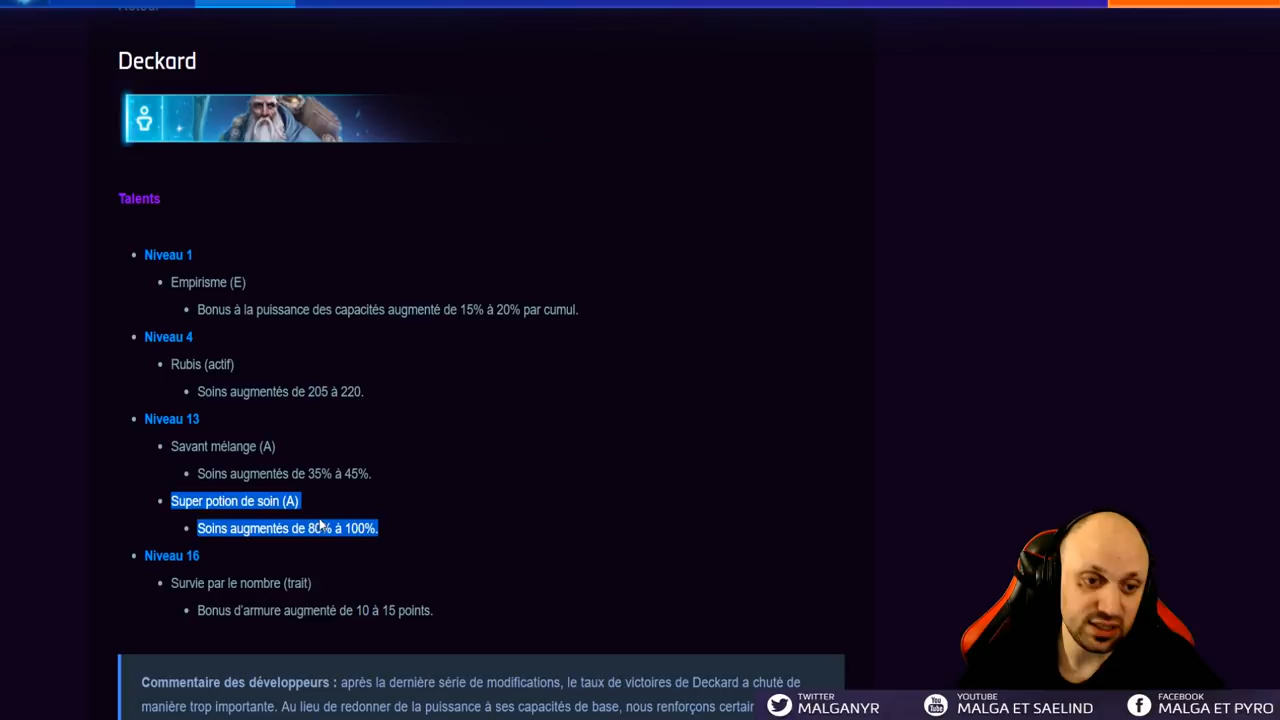 Deckard
Talents
Niveau 1
Empirisme (E)
Bonus à la puissance des capacités augmenté de 15% à 20% par cumul.
Niveau 4
Rubis (actif)
Soins augmentés de 205 à 220.
Niveau 13
Savant mélange (A)
Soins augmentés de 35% à 45%.
Super potion de soin (A)
Soins augmentés de 80% à 100%.
Niveau 16
Survie par le nombre (trait)
Bonus d'armure augmenté de 10 à 15 points.
Commentaire des développeurs : après la dernière série de modifications, le taux de victoires de Deckard a chuté de
manière trop importante. Au lieu de redonner de la puissance à ses capacités de base, nous renforçons certain
TWITTER
MALGANYR
YOUTUBE
MALGA ET SAELIND
FACEBOOK
MALGA ET PYRO